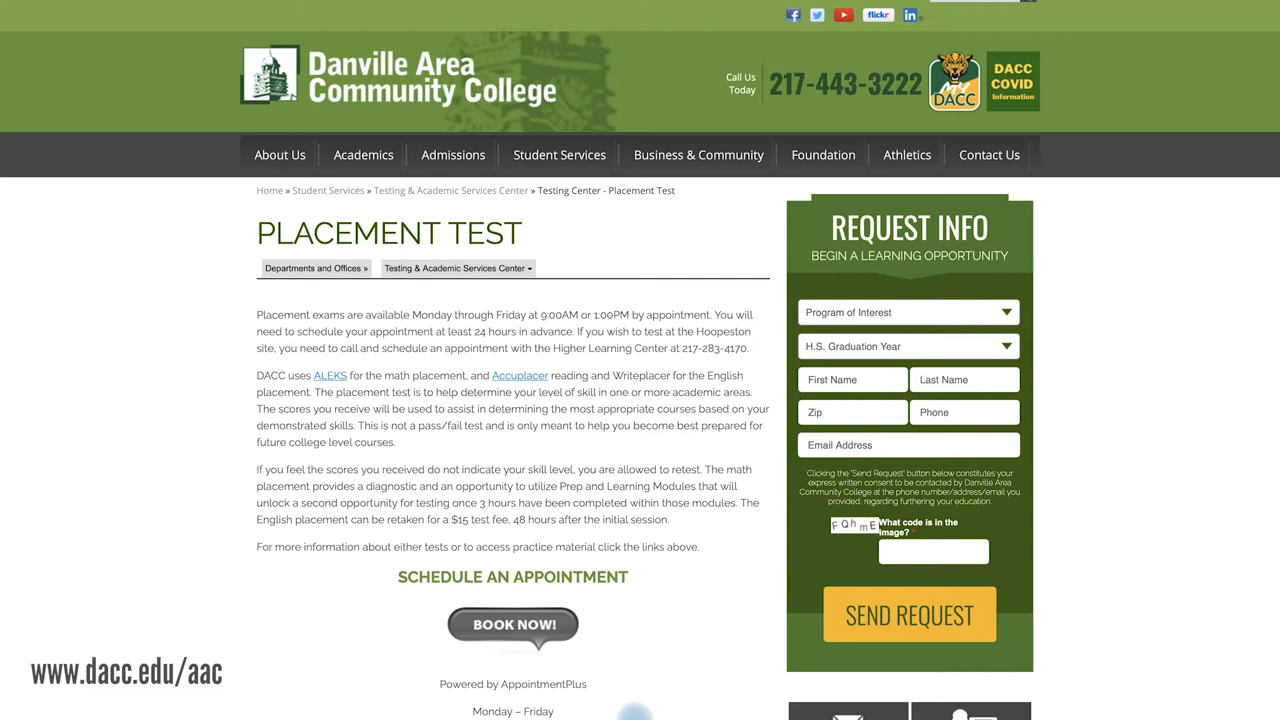 flickr
Danville Area
Community College
Call Us
Today
217-443-3222
MY
DACC
DACC
COVID
Information
About Us
Academics
Admissions
Student Services
Business & Community
Foundation
Athletics
Contact Us
Home » Student Services » Testing & Academic Services Center » Testing Center - Placement Test
PLACEMENT TEST
Departments and Offices »
Testing & Academic Services Center
Placement exams are available Monday through Friday at 9:00AM or 1:00PM by appointment. You will
need to schedule your appointment at least 24 hours in advance. If you wish to test at the Hoopeston
site, you need to call and schedule an appointment with the Higher Learning Center at 217-283-4170.
DACC uses ALEKS for the math placement, and Accuplacer reading and Writeplacer for the English
placement. The placement test is to help determine your level of skill in one or more academic areas.
The scores you receive will be used to assist in determining the most appropriate courses based on your
demonstrated skills. This is not a pass/fail test and is only meant to help you become best prepared for
future college level courses.
If you feel the scores you received do not indicate your skill level, you are allowed to retest. The math
placement provides a diagnostic and an opportunity to utilize Prep and Learning Modules that will
unlock a second opportunity for testing once 3 hours have been completed within those modules. The
English placement can be retaken for a $15 test fee, 48 hours after the initial session.
For more information about either tests or to access practice material click the links above.
SCHEDULE AN APPOINTMENT
BOOK NOW!
Powered by AppointmentPlus
Monday – Friday
REQUEST INFO
BEGIN A LEARNING OPPORTUNITY
Program of Interest
H.S. Graduation Year
First Name
Last Name
Zip
Phone
Email Address
Clicking the "Send Request" button below constitutes your
express written consent to be contacted by Danville Area
Community College at the phone number/address/email you
provided, regarding furthering your education.
FQhmE
What code is in the
image? *
SEND REQUEST
www.dacc.edu/aac